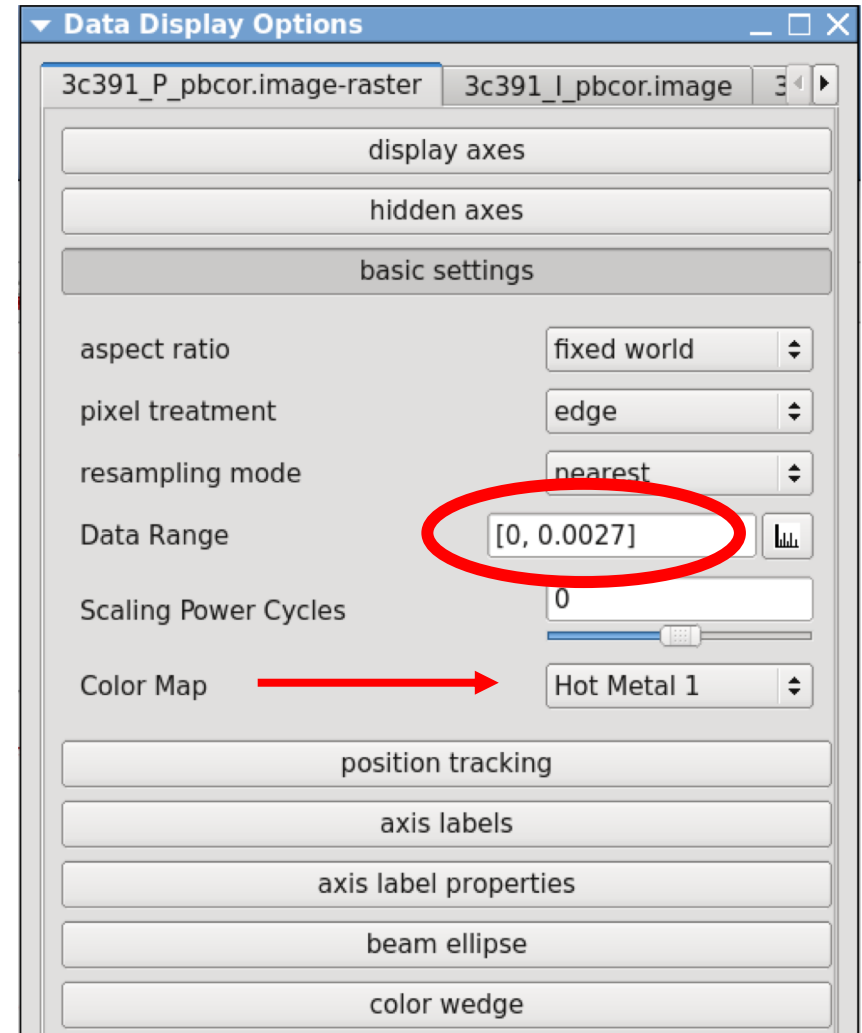 Data Display Options
3c391_P_pbcor.image-raster 3c391_I_pbcor.image 3
display axes
hidden axes
basic settings
aspect ratio fixed world
pixel treatment edge
resampling mode nearest
Data Range [0, 0.0027]
Scaling Power Cycles 0
Color Map Hot Metal 1
position tracking
axis labels
axis label properties
beam ellipse
color wedge